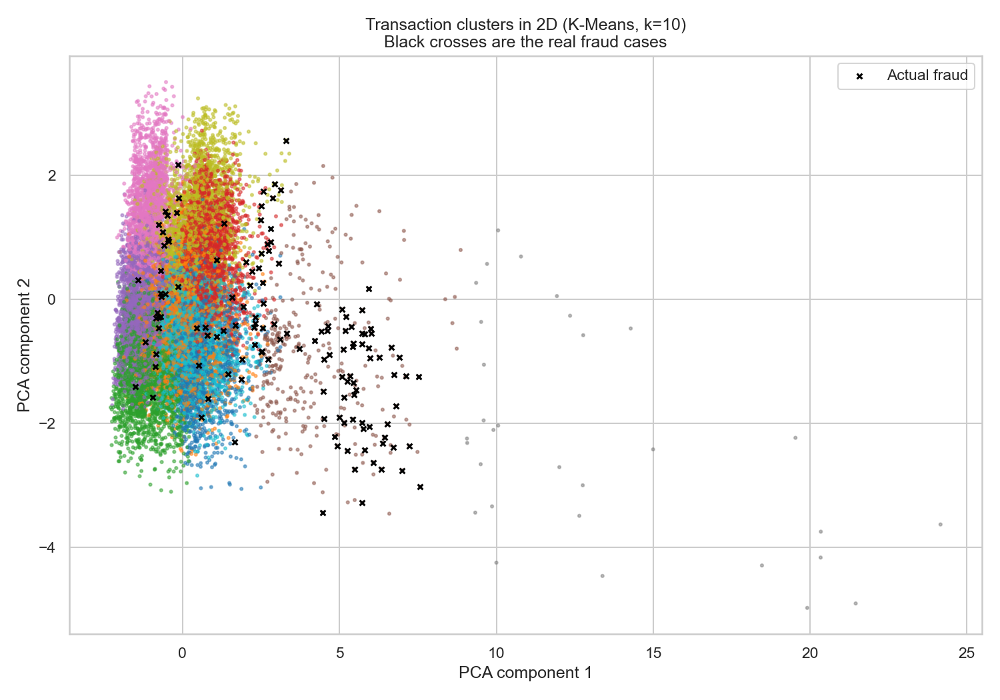 Transaction clusters in 2D (K-Means, k=10)
Black crosses are the real fraud cases
Actual fraud
PCA component 2
2
0
−2
−4
0
5
10
15
20
25
PCA component 1